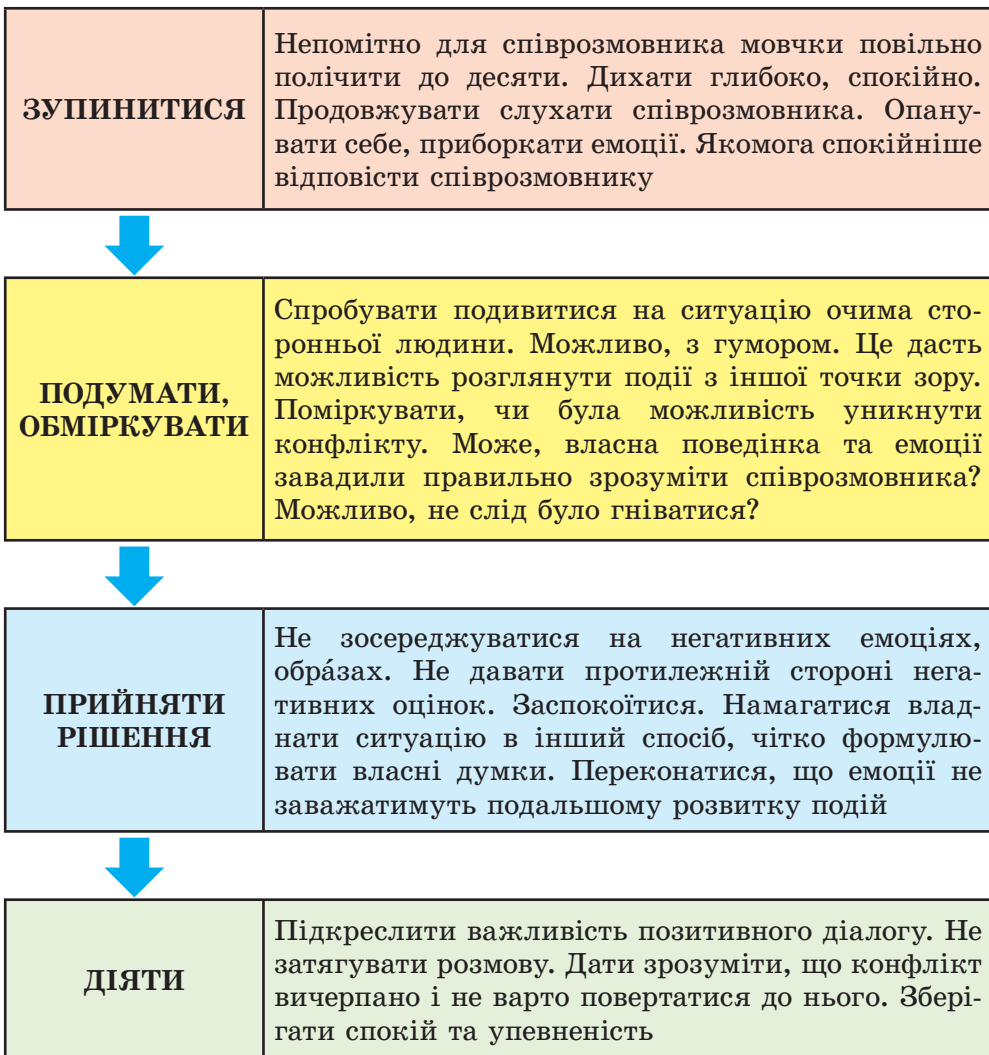 ЗУПИНИТИСЯ
Непомітно для співрозмовника мовчки повільно
полічити до десяти. Дихати глибоко, спокійно.
Продовжувати слухати співрозмовника. Опану-
вати себе, приборкати емоції. Якомога спокійніше
відповісти співрозмовнику
ПОДУМАТИ,
ОБМІРКУВАТИ
Спробувати подивитися на ситуацію очима сто-
ронньої людини. Можливо, з гумором. Це дасть
можливість розглянути події з іншої точки зору.
Поміркувати, чи була можливість уникнути
конфлікту. Може, власна поведінка та емоції
завадили правильно зрозуміти співрозмовника?
Можливо, не слід було гніватися?
ПРИЙНЯТИ
РІШЕННЯ
Не зосереджуватися на негативних емоціях,
обра́зах. Не давати протилежній стороні нега-
тивних оцінок. Заспокоїтися. Намагатися влад-
нати ситуацію в інший спосіб, чітко формулю-
вати власні думки. Переконатися, що емоції не
заважатимуть подальшому розвитку подій
ДІЯТИ
Підкреслити важливість позитивного діалогу. Не
затягувати розмову. Дати зрозуміти, що конфлікт
вичерпано і не варто повертатися до нього. Збері-
гати спокій та упевненість